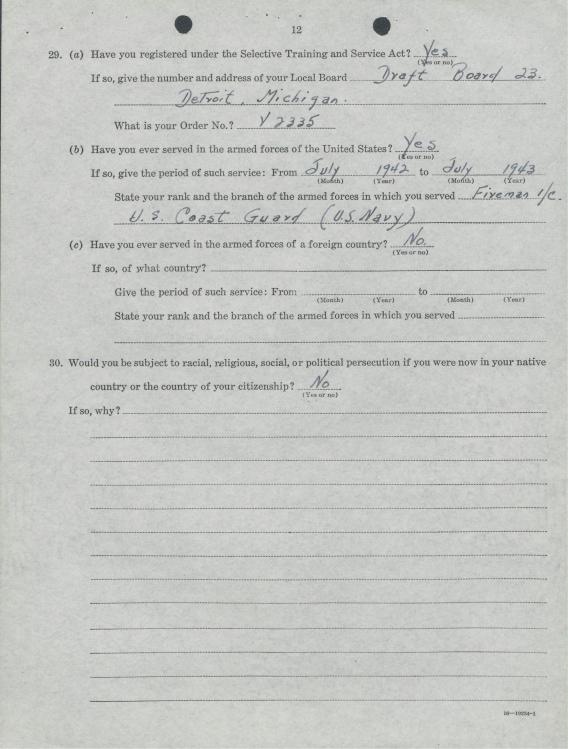 12
29. (a) Have you registered under the Selective Training and Service Act? Yes
(Yes or no)
If so, give the number and address of your Local Board Draft Board 23.
Detroit, Michigan.
What is your Order No.? V2335
(b) Have you ever served in the armed forces of the United States? Yes
(Yes or no)
If so, give the period of such service: From July 1942 to July 1943
(Month) (Year) (Month) (Year)
State your rank and the branch of the armed forces in which you served Fireman 1/c.
U. S. Coast Guard (U.S. Navy)
(c) Have you ever served in the armed forces of a foreign country? No.
(Yes or no)
If so, of what country?
Give the period of such service: From to
(Month) (Year) (Month) (Year)
State your rank and the branch of the armed forces in which you served
30. Would you be subject to racial, religious, social, or political persecution if you were now in your native
country or the country of your citizenship? No
(Yes or no)
If so, why?
16—19234-1